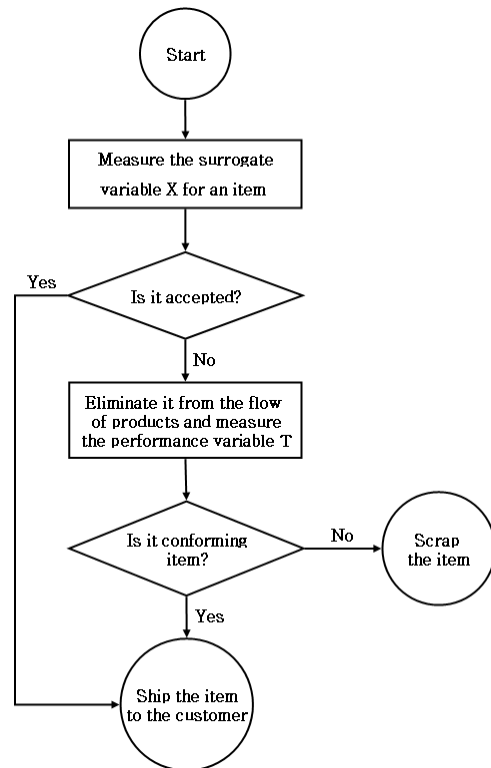 Start
Measure the surrogate
variable X for an item
Yes
Is it accepted?
No
Eliminate it from the flow
of products and measure
the performance variable T
Is it conforming
item?
No
Scrap
the item
Yes
Ship the item
to the customer